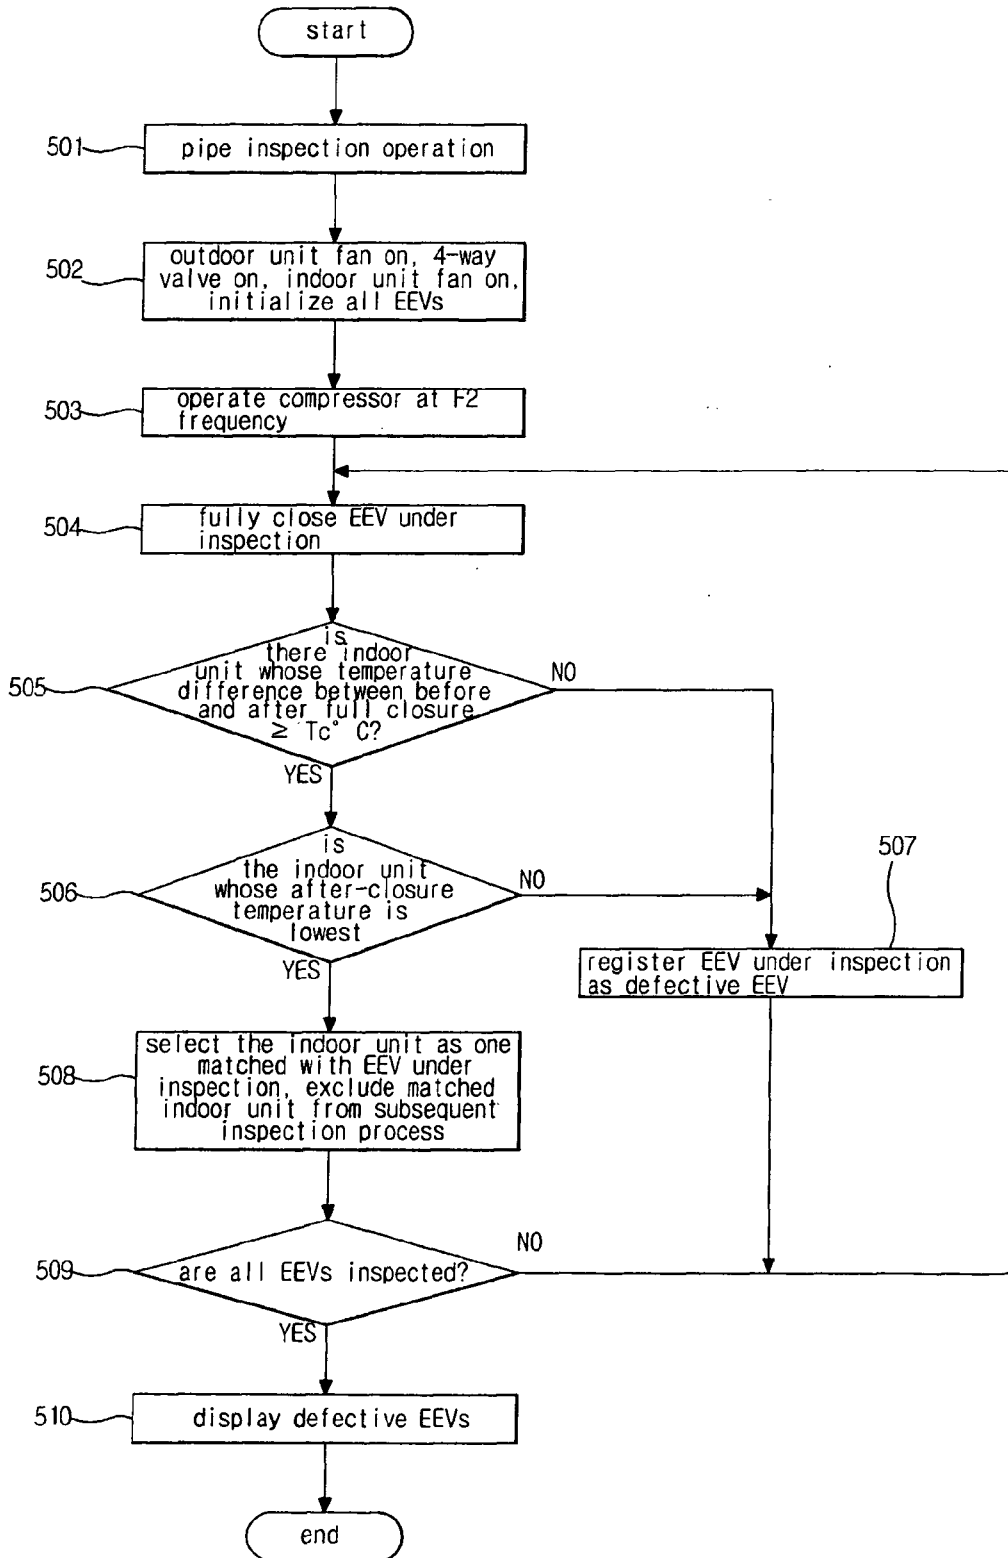 start
501
pipe inspection operation
502
outdoor unit fan on, 4-way
valve on, indoor unit fan on,
initialize all EEVs
503
operate compressor at F2
frequency
504
fully close EEV under
inspection
505
is
there indoor
unit whose temperature
difference between before
and after full closure
≥ Tc° C?
NO
YES
506
is
the indoor unit
whose after-closure
temperature is
lowest
NO
YES
507
register EEV under inspection
as defective EEV
508
select the indoor unit as one
matched with EEV under
inspection, exclude matched
indoor unit from subsequent
inspection process
509
are all EEVs inspected?
NO
YES
510
display defective EEVs
end